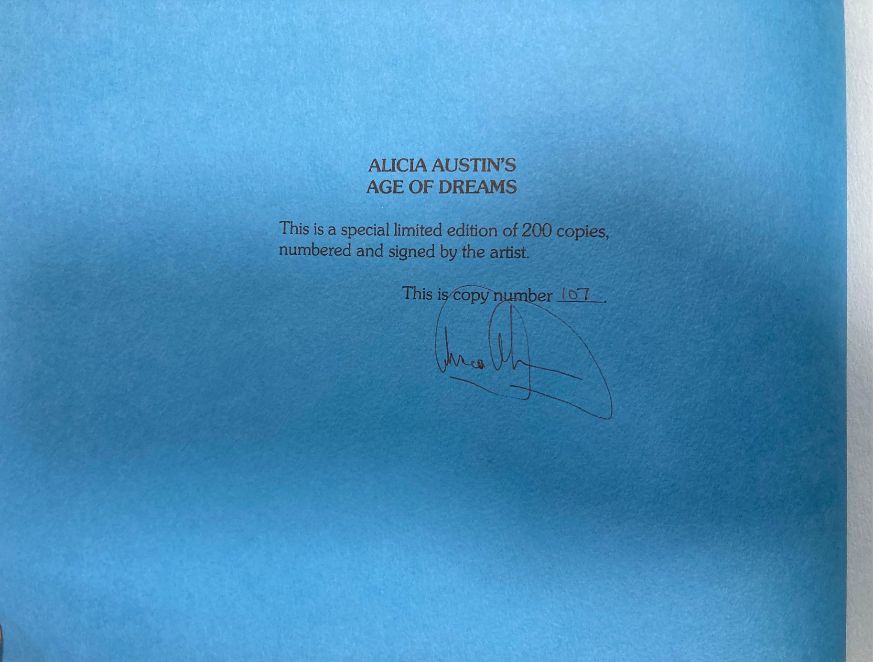 ALICIA AUSTIN'S
AGE OF DREAMS
This is a special limited edition of 200 copies,
numbered and signed by the artist.
This is copy number 107.